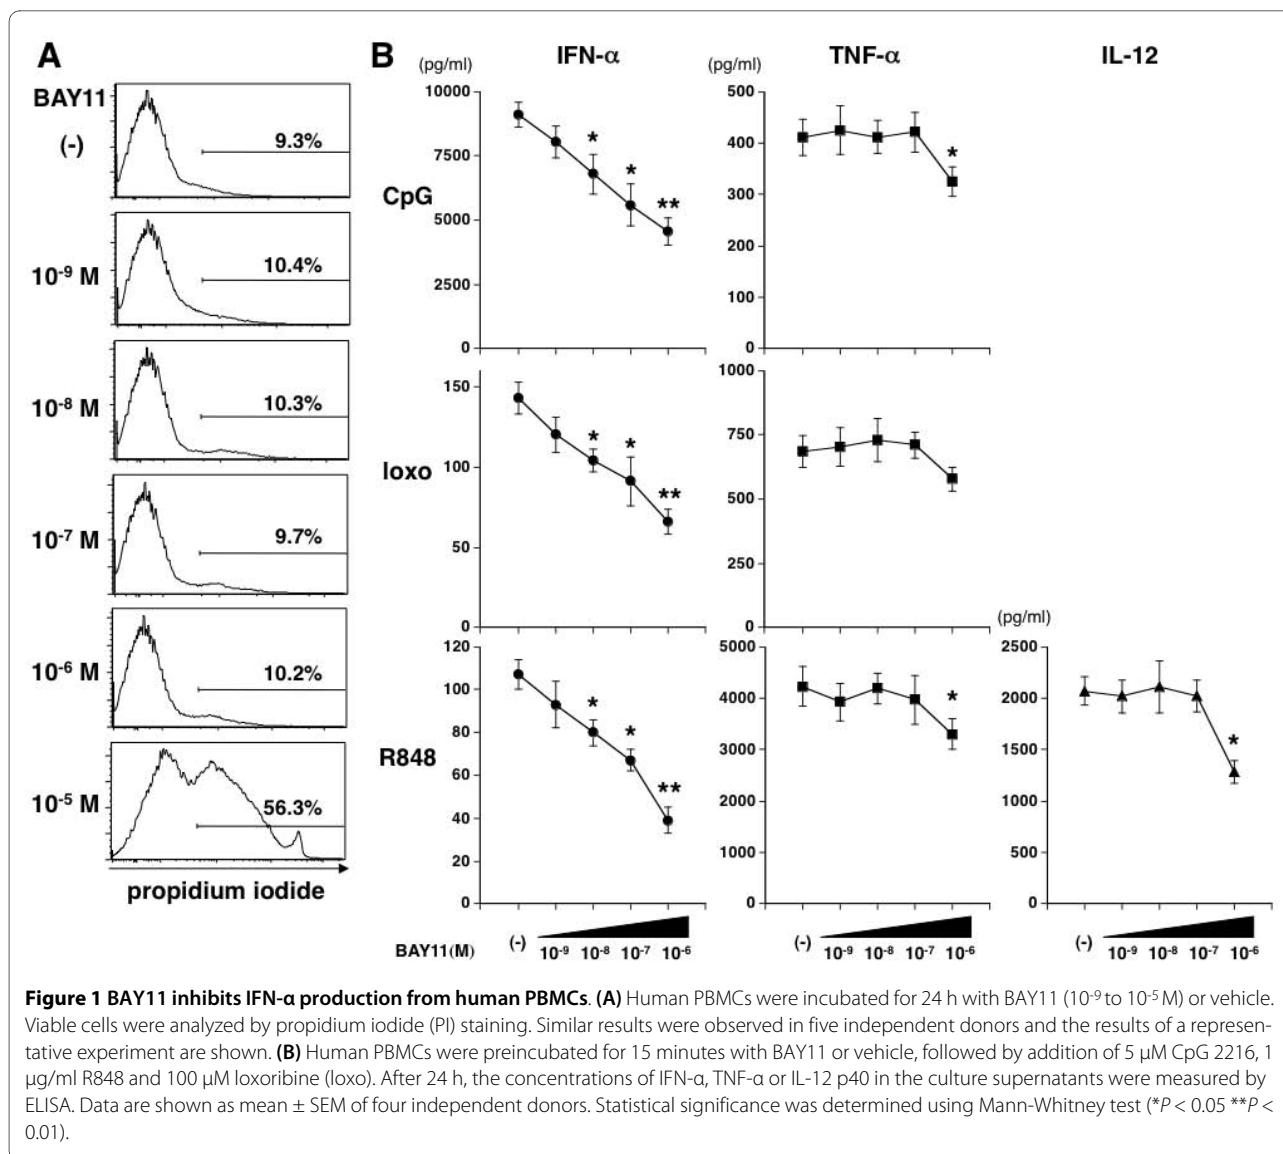 A
BAY11
(-)
9.3%
10-9 M
10.4%
10-8 M
10.3%
10-7 M
9.7%
10-6 M
10.2%
10-5 M
56.3%
propidium iodide
B
IFN-α
TNF-α
IL-12
(pg/ml)
(pg/ml)
CpG
10000
7500
5000
2500
0
*
*
**
500
400
300
200
100
0
*
loxo
150
100
50
0
*
*
**
1000
750
500
250
0
R848
120
100
80
60
40
20
0
*
*
**
5000
4000
3000
2000
1000
0
*
(pg/ml)
2500
2000
1500
1000
500
0
*
BAY11(M)
(-) 10-9 10-8 10-7 10-6
(-) 10-9 10-8 10-7 10-6
(-) 10-9 10-8 10-7 10-6
Figure 1 BAY11 inhibits IFN-α production from human PBMCs. (A) Human PBMCs were incubated for 24 h with BAY11 (10-9 to 10-5 M) or vehicle.
Viable cells were analyzed by propidium iodide (PI) staining. Similar results were observed in five independent donors and the results of a represen-
tative experiment are shown. (B) Human PBMCs were preincubated for 15 minutes with BAY11 or vehicle, followed by addition of 5 μM CpG 2216, 1
μg/ml R848 and 100 μM loxoribine (loxo). After 24 h, the concentrations of IFN-α, TNF-α or IL-12 p40 in the culture supernatants were measured by
ELISA. Data are shown as mean ± SEM of four independent donors. Statistical significance was determined using Mann-Whitney test (*P < 0.05 **P <
0.01).